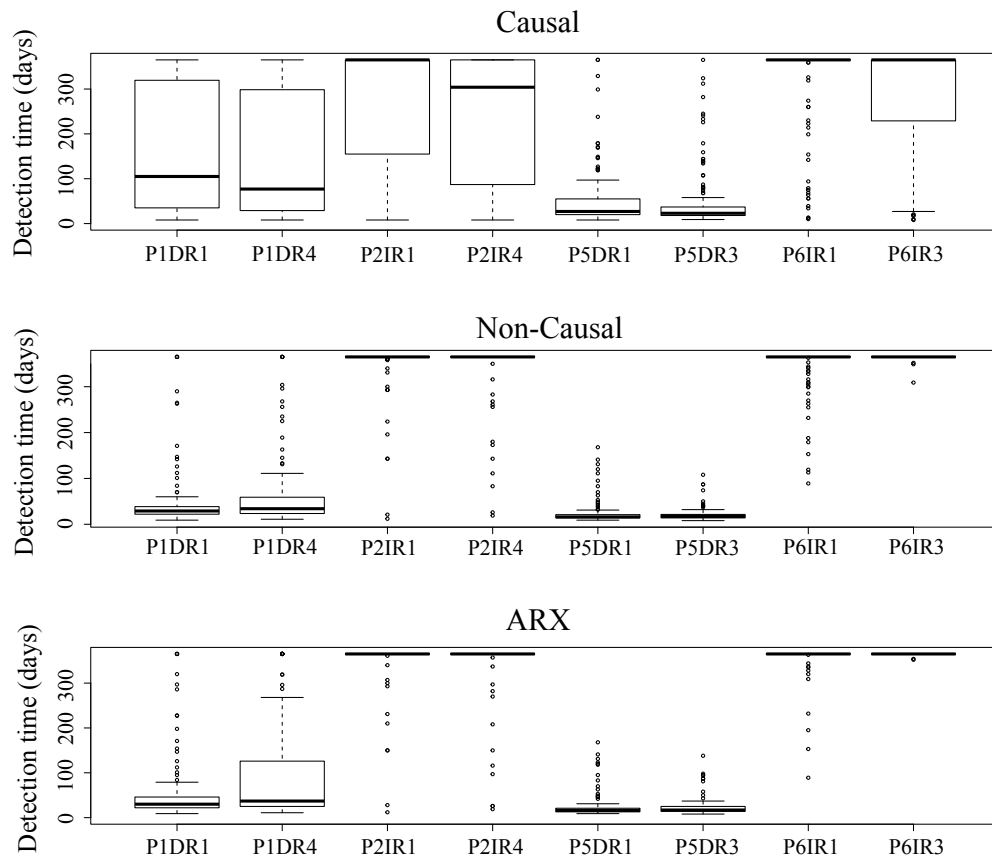 Causal
Detection time (days)
0 100 200 300
P1DR1 P1DR4 P2IR1 P2IR4 P5DR1 P5DR3 P6IR1 P6IR3
Non-Causal
Detection time (days)
0 100 200 300
P1DR1 P1DR4 P2IR1 P2IR4 P5DR1 P5DR3 P6IR1 P6IR3
ARX
Detection time (days)
0 100 200 300
P1DR1 P1DR4 P2IR1 P2IR4 P5DR1 P5DR3 P6IR1 P6IR3